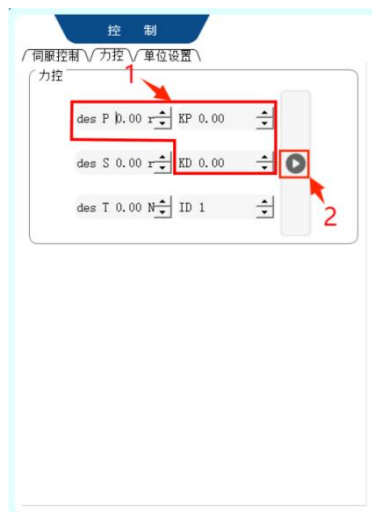 控 制
伺服控制 力控 单位设置
力控
1
des P 0.00 r KP 0.00
des S 0.00 r KD 0.00
2
des T 0.00 N ID 1